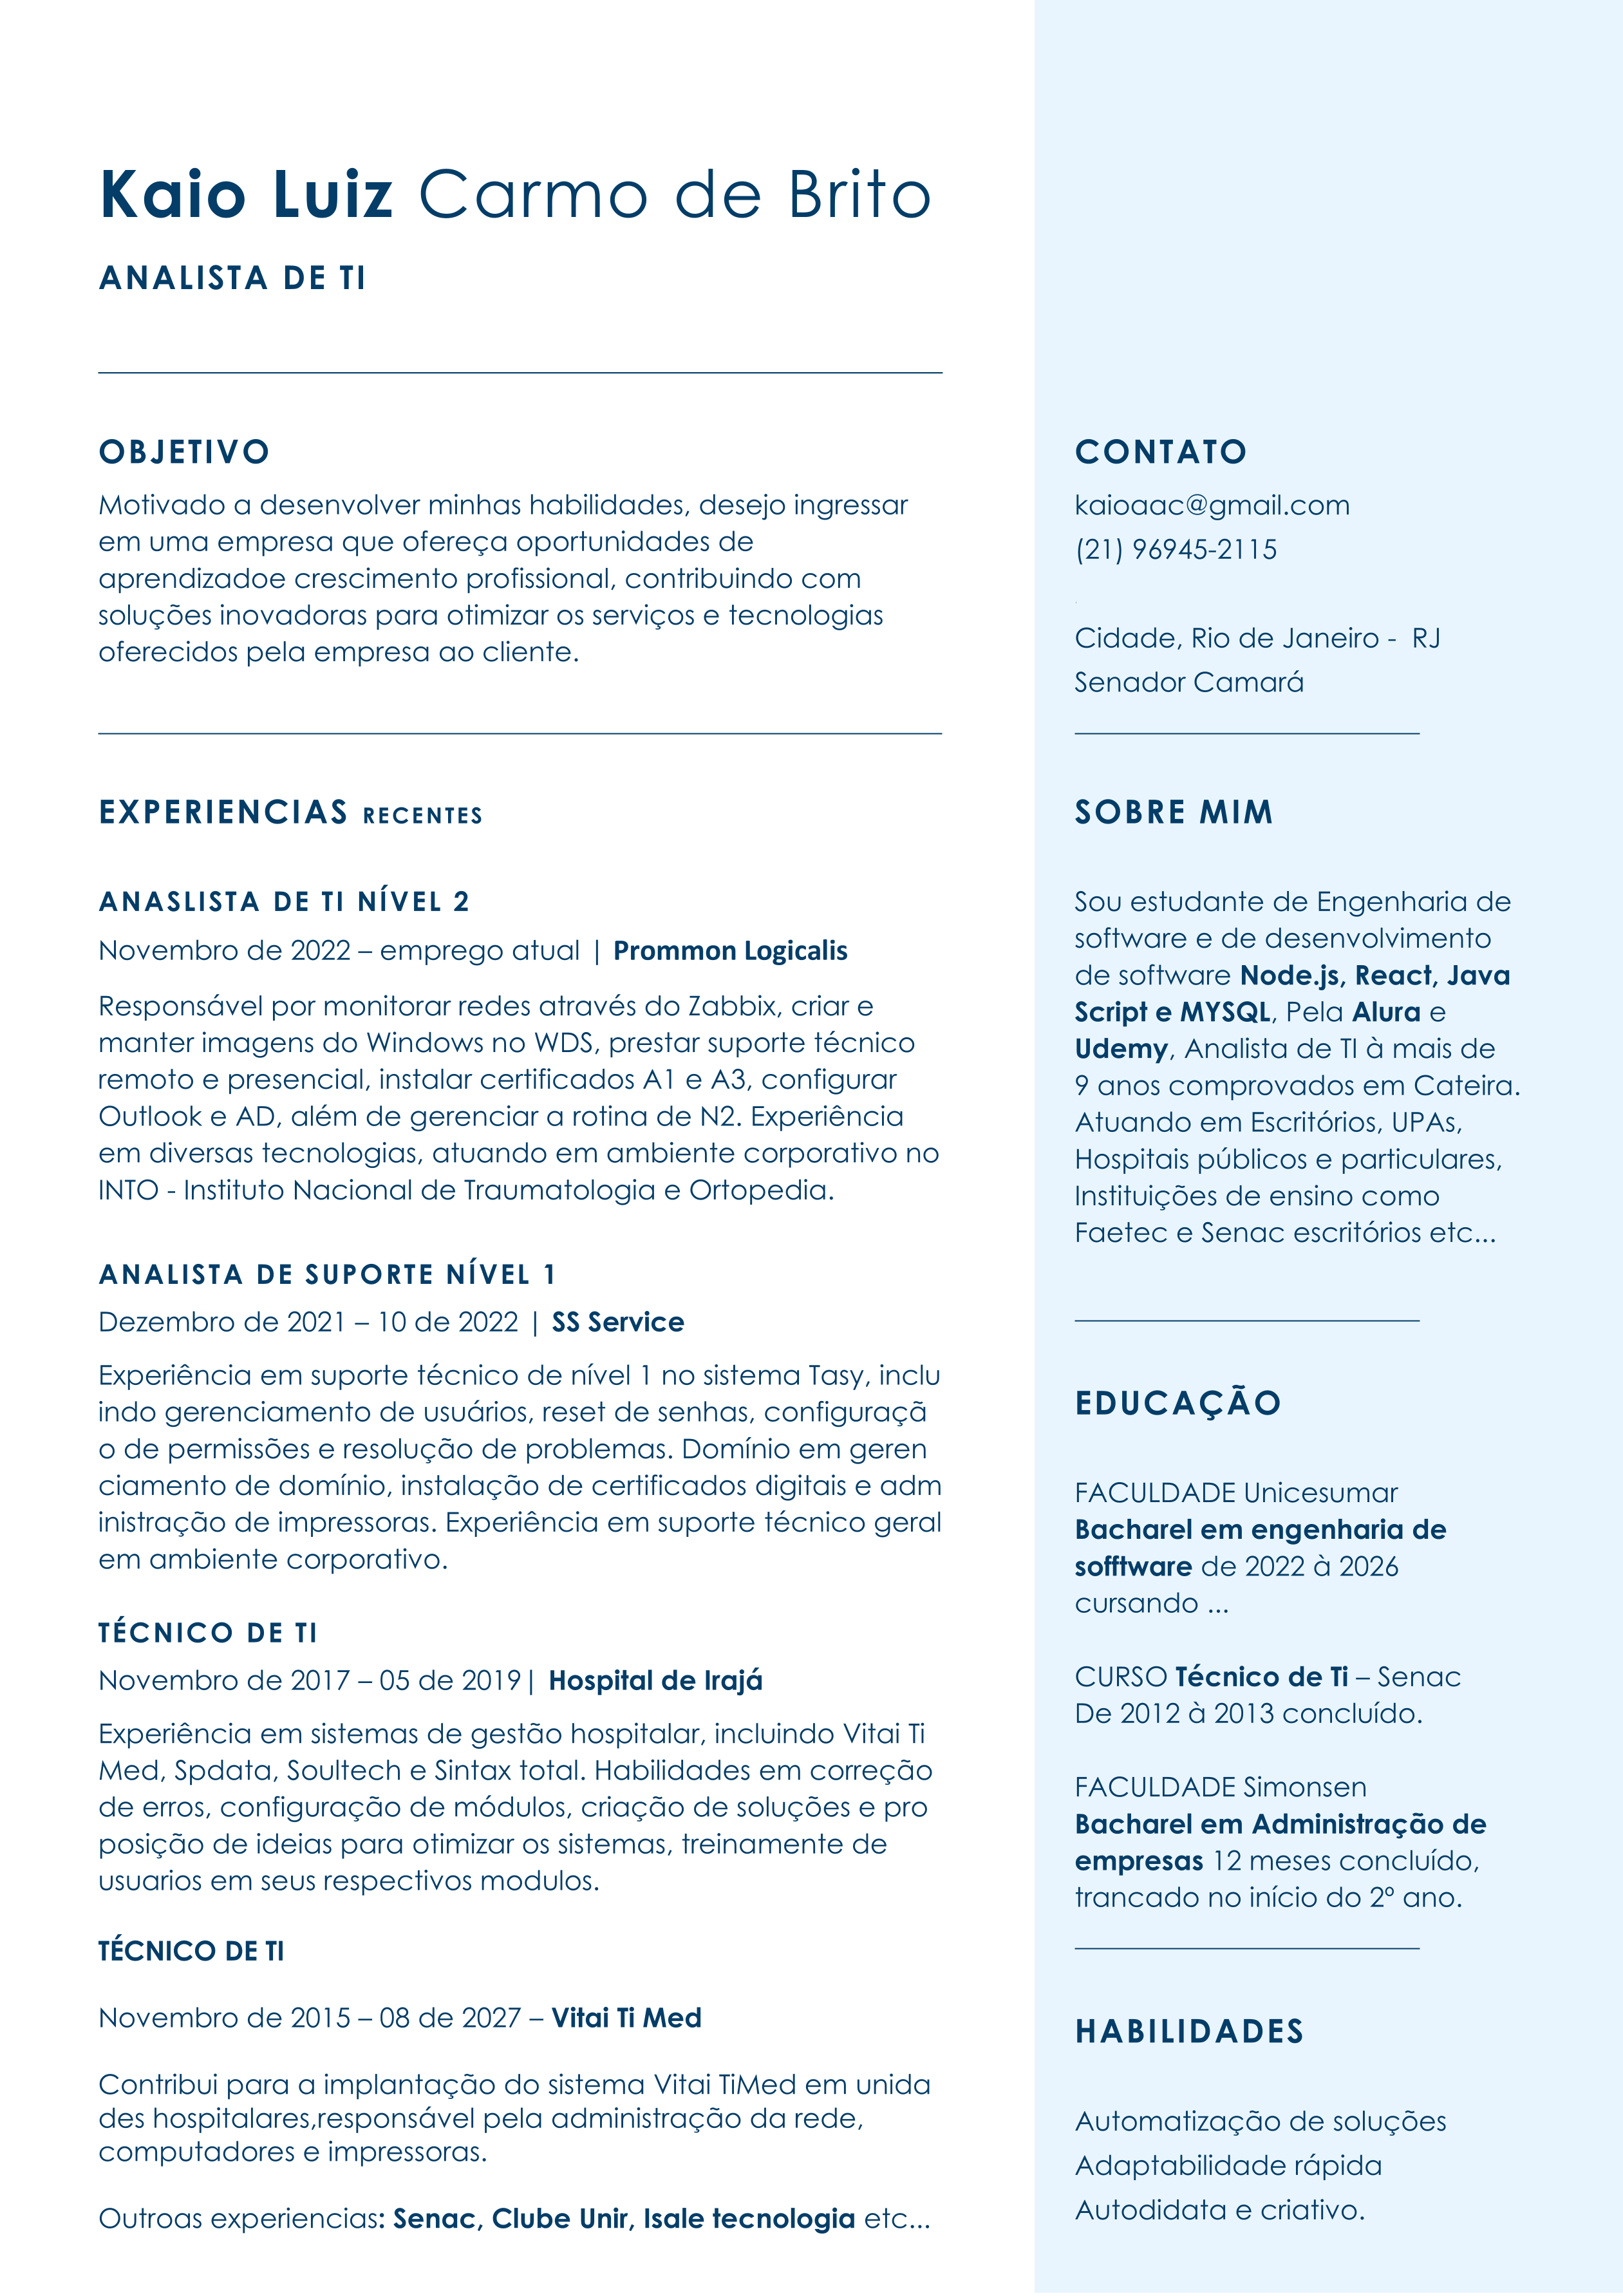 Kaio Luiz Carmo de Brito
ANALISTA DE TI
OBJETIVO
Motivado a desenvolver minhas habilidades, desejo ingressar
em uma empresa que ofereça oportunidades de
aprendizadoe crescimento profissional, contribuindo com
soluções inovadoras para otimizar os serviços e tecnologias
oferecidos pela empresa ao cliente.
EXPERIENCIAS RECENTES
ANASLISTA DE TI NÍVEL 2
Novembro de 2022 – emprego atual | Prommon Logicalis
Responsável por monitorar redes através do Zabbix, criar e
manter imagens do Windows no WDS, prestar suporte técnico
remoto e presencial, instalar certificados A1 e A3, configurar
Outlook e AD, além de gerenciar a rotina de N2. Experiência
em diversas tecnologias, atuando em ambiente corporativo no
INTO - Instituto Nacional de Traumatologia e Ortopedia.
ANALISTA DE SUPORTE NÍVEL 1
Dezembro de 2021 – 10 de 2022 | SS Service
Experiência em suporte técnico de nível 1 no sistema Tasy, inclu
indo gerenciamento de usuários, reset de senhas, configuraçã
o de permissões e resolução de problemas. Domínio em geren
ciamento de domínio, instalação de certificados digitais e adm
inistração de impressoras. Experiência em suporte técnico geral
em ambiente corporativo.
TÉCNICO DE TI
Novembro de 2017 – 05 de 2019| Hospital de Irajá
Experiência em sistemas de gestão hospitalar, incluindo Vitai Ti
Med, Spdata, Soultech e Sintax total. Habilidades em correção
de erros, configuração de módulos, criação de soluções e pro
posição de ideias para otimizar os sistemas, treinamente de
usuarios em seus respectivos modulos.
TÉCNICO DE TI
Novembro de 2015 – 08 de 2027 – Vitai Ti Med
Contribui para a implantação do sistema Vitai TiMed em unida
des hospitalares,responsável pela administração da rede,
computadores e impressoras.
Outroas experiencias: Senac, Clube Unir, Isale tecnologia etc...
CONTATO
kaioaac@gmail.com
(21) 96945-2115
Cidade, Rio de Janeiro -  RJ
Senador Camará
SOBRE MIM
Sou estudante de Engenharia de
software e de desenvolvimento
de software Node.js, React, Java
Script e MYSQL, Pela Alura e
Udemy, Analista de TI à mais de
9 anos comprovados em Cateira.
Atuando em Escritórios, UPAs,
Hospitais públicos e particulares,
Instituições de ensino como
Faetec e Senac escritórios etc...
EDUCAÇÃO
FACULDADE Unicesumar
Bacharel em engenharia de
sofftware de 2022 à 2026
cursando ...
CURSO Técnico de Ti – Senac
De 2012 à 2013 concluído.
FACULDADE Simonsen
Bacharel em Administração de
empresas 12 meses concluído,
trancado no início do 2º ano.
HABILIDADES
Automatização de soluções
Adaptabilidade rápida
Autodidata e criativo.